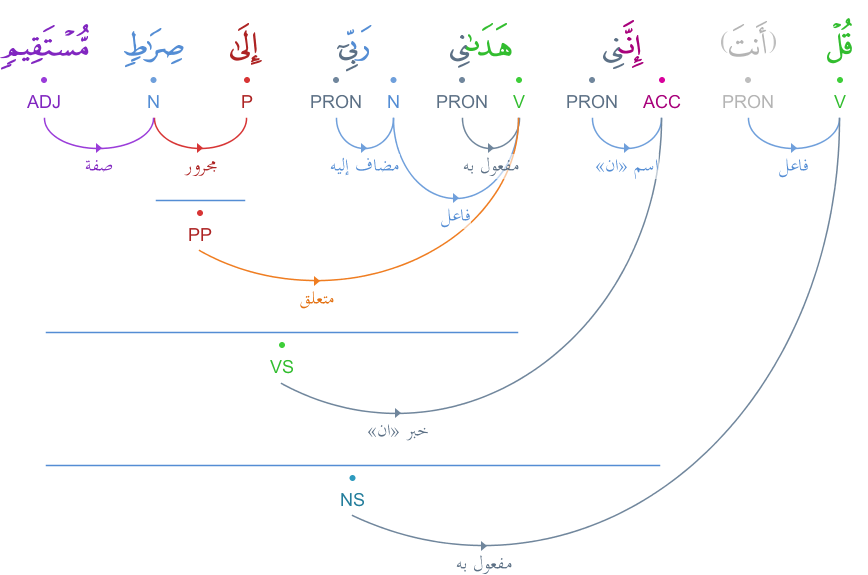 قُلْ (أَنتَ) إِنَّنِى هَدَىٰنِى رَبِّىٓ إِلَىٰ صِرَٰطٍ مُّسْتَقِيمٍ
V PRON ACC PRON V PRON N PRON P N ADJ
فاعل اسم «ان» مفعول به مضاف إليه مجرور صفة
فاعل
PP
متعلق
VS
خبر «ان»
NS
مفعول به